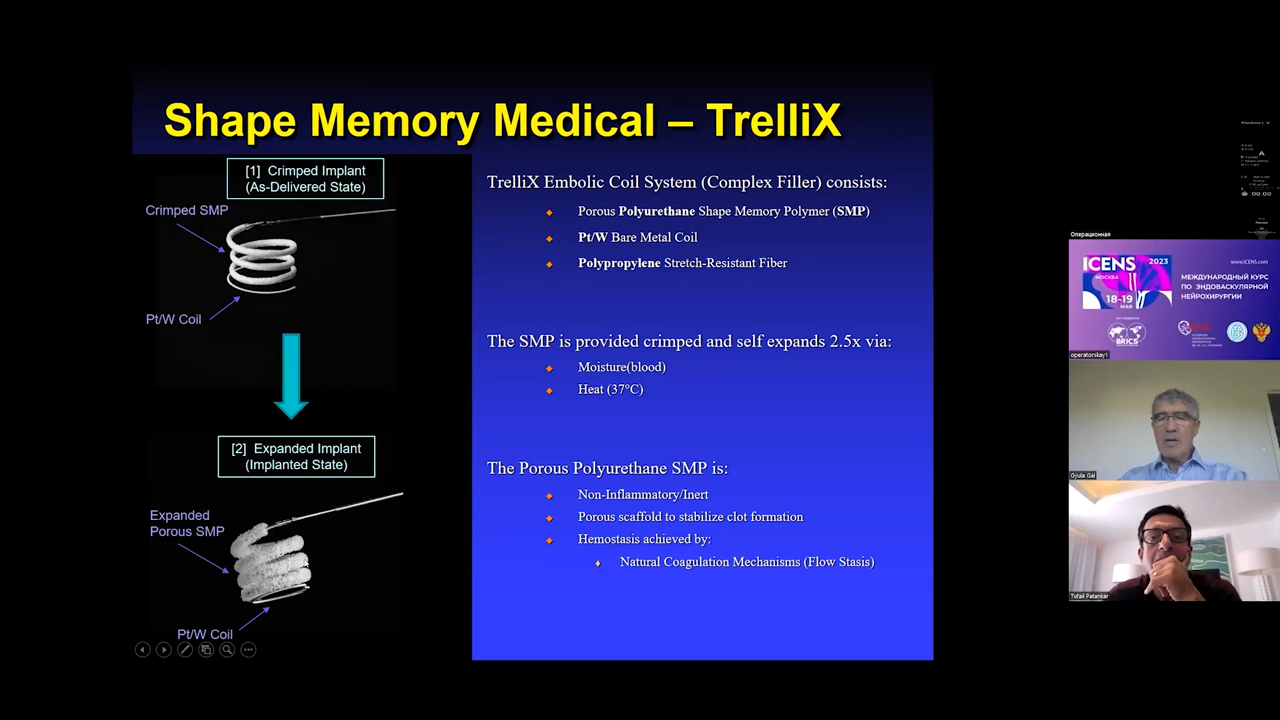 Shape Memory Medical – TrelliX
[1] Crimped Implant
(As-Delivered State)
Crimped SMP
Pt/W Coil
[2] Expanded Implant
(Implanted State)
Expanded
Porous SMP
Pt/W Coil
TrelliX Embolic Coil System (Complex Filler) consists:
Porous Polyurethane Shape Memory Polymer (SMP)
Pt/W Bare Metal Coil
Polypropylene Stretch-Resistant Fiber
The SMP is provided crimped and self expands 2.5x via:
Moisture(blood)
Heat (37°C)
The Porous Polyurethane SMP is:
Non-Inflammatory/Inert
Porous scaffold to stabilize clot formation
Hemostasis achieved by:
Natural Coagulation Mechanisms (Flow Stasis)
00:00
Операционная
ICENS 2023
МОСКВА
18-19
МАЯ
www.ICENS.com
МЕЖДУНАРОДНЫЙ КУРС
ПО ЭНДОВАСКУЛЯРНОЙ
НЕЙРОХИРУРГИИ
BRICS
operatorskay1
Gyula Gál
Tufail Patankar